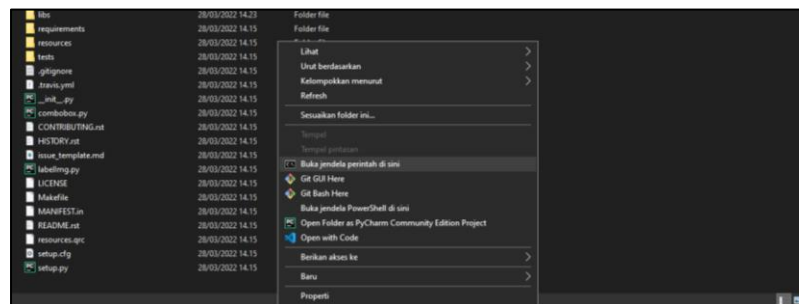 libs 28/03/2022 14.23 Folder file
requirements 28/03/2022 14.15 Folder file
resources 28/03/2022 14.15
tests 28/03/2022 14.15
.gitignore 28/03/2022 14.15
.travis.yml 28/03/2022 14.15
__init__.py 28/03/2022 14.15
combobox.py 28/03/2022 14.15
CONTRIBUTING.rst 28/03/2022 14.15
HISTORY.rst 28/03/2022 14.15
issue_template.md 28/03/2022 14.15
labelImg.py 28/03/2022 14.15
LICENSE 28/03/2022 14.15
Makefile 28/03/2022 14.15
MANIFEST.in 28/03/2022 14.15
README.rst 28/03/2022 14.15
resources.qrc 28/03/2022 14.15
setup.cfg 28/03/2022 14.15
setup.py 28/03/2022 14.15
Lihat
Urut berdasarkan
Kelompokkan menurut
Refresh
Sesuaikan folder ini...
Tempel
Tempel pintasan
Buka jendela perintah di sini
Git GUI Here
Git Bash Here
Buka jendela PowerShell di sini
Open Folder as PyCharm Community Edition Project
Open with Code
Berikan akses ke
Baru
Properti